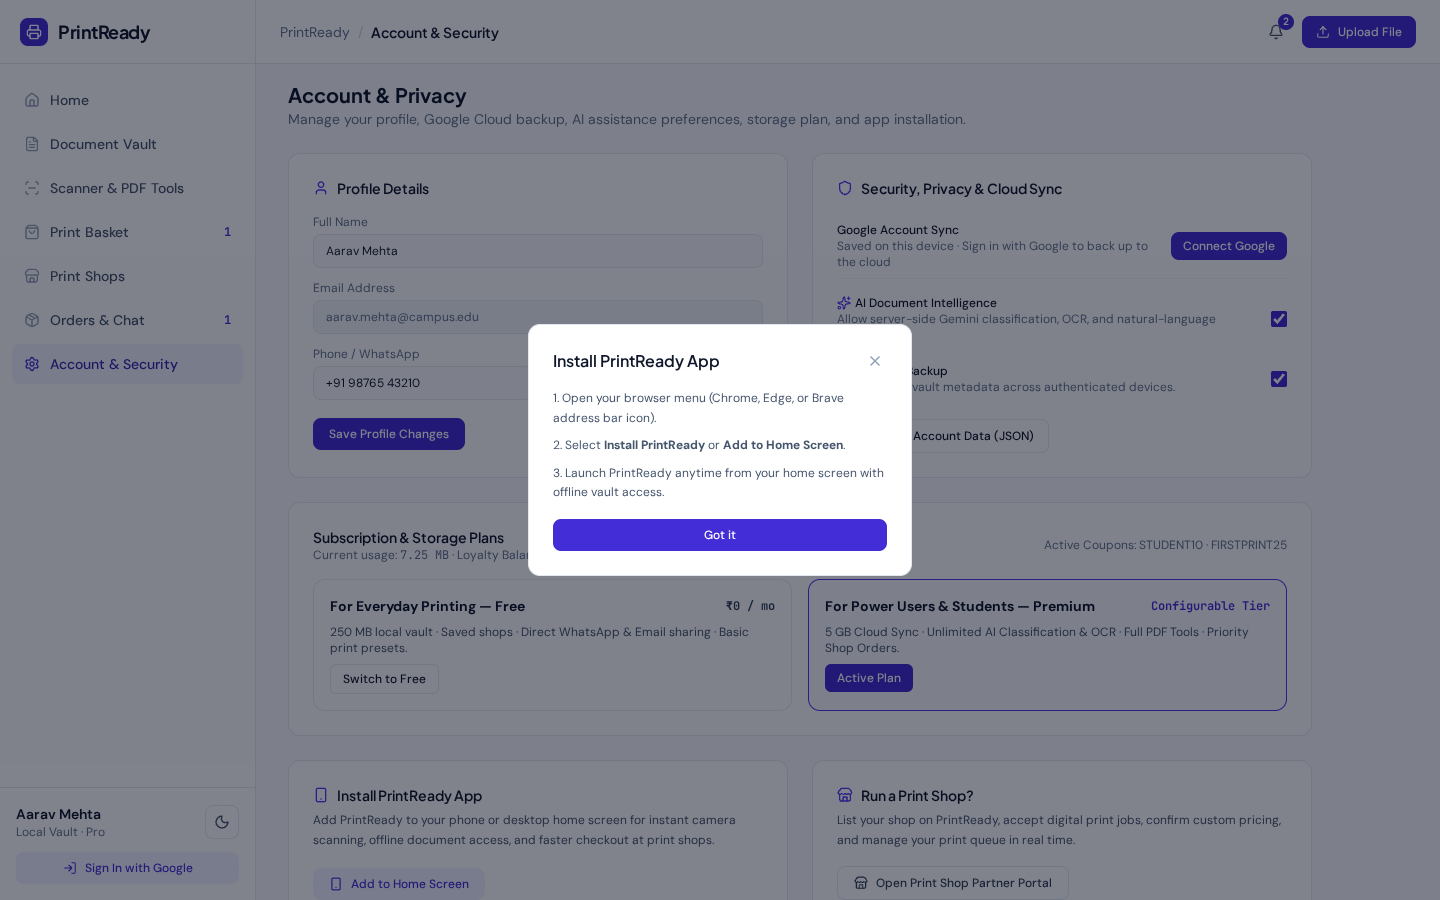 PrintReady
PrintReady / Account & Security
2
Upload File
Home
Document Vault
Scanner & PDF Tools
Print Basket 1
Print Shops
Orders & Chat 1
Account & Security
Account & Privacy
Manage your profile, Google Cloud backup, AI assistance preferences, storage plan, and app installation.
Profile Details
Full Name
Aarav Mehta
Email Address
aarav.mehta@campus.edu
Phone / WhatsApp
+91 98765 43210
Save Profile Changes
Security, Privacy & Cloud Sync
Google Account Sync
Saved on this device · Sign in with Google to back up to
the cloud
Connect Google
AI Document Intelligence
Allow server-side Gemini classification, OCR, and natural-language
Backup
vault metadata across authenticated devices.
Account Data (JSON)
Install PrintReady App
1. Open your browser menu (Chrome, Edge, or Brave
address bar icon).
2. Select Install PrintReady or Add to Home Screen.
3. Launch PrintReady anytime from your home screen with
offline vault access.
Got it
Subscription & Storage Plans
Current usage: 7.25 MB · Loyalty
Active Coupons: STUDENT10 · FIRSTPRINT25
For Everyday Printing — Free ₹0 / mo
250 MB local vault · Saved shops · Direct WhatsApp & Email sharing · Basic
print presets.
Switch to Free
For Power Users & Students — Premium Configurable Tier
5 GB Cloud Sync · Unlimited AI Classification & OCR · Full PDF Tools · Priority
Shop Orders.
Active Plan
Install PrintReady App
Add PrintReady to your phone or desktop home screen for instant camera
scanning, offline document access, and faster checkout at print shops.
Add to Home Screen
Run a Print Shop?
List your shop on PrintReady, accept digital print jobs, confirm custom pricing,
and manage your print queue in real time.
Open Print Shop Partner Portal
Aarav Mehta
Local Vault · Pro
Sign In with Google